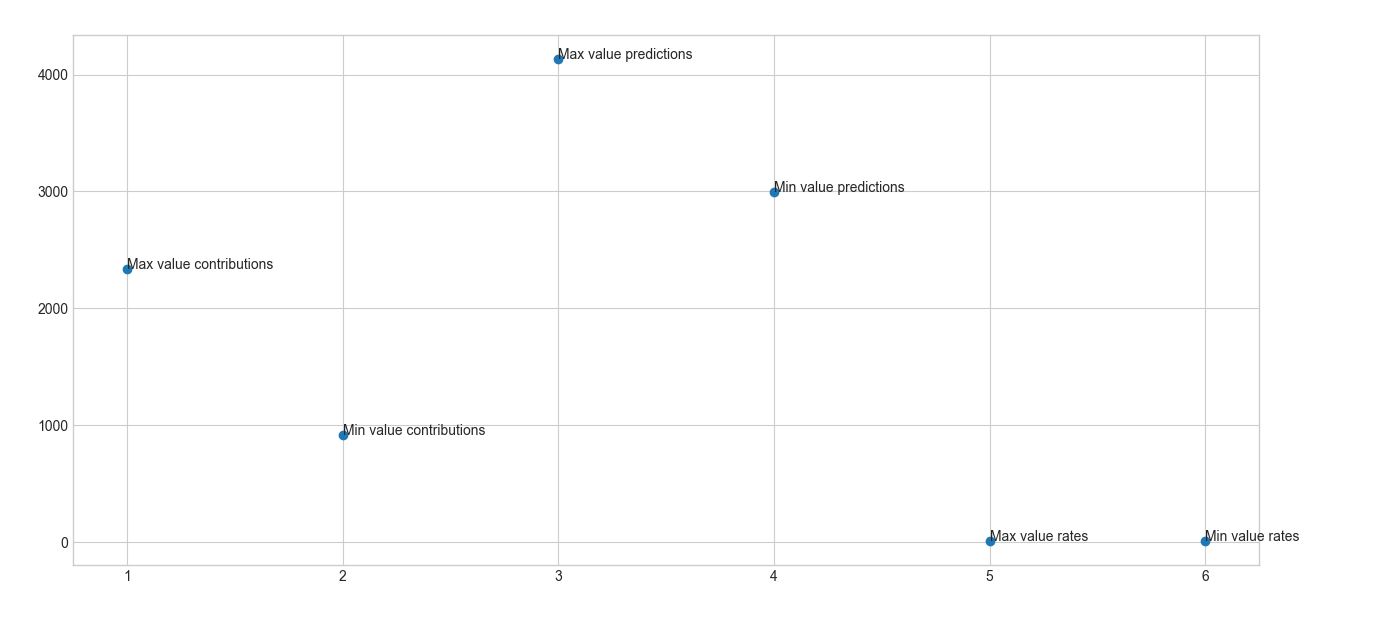 Max value predictions
4000
3000
Min value predictions
Max value contributions
2000
1000
Min value contributions
0
Max value rates
Min value rates
1 2 3 4 5 6